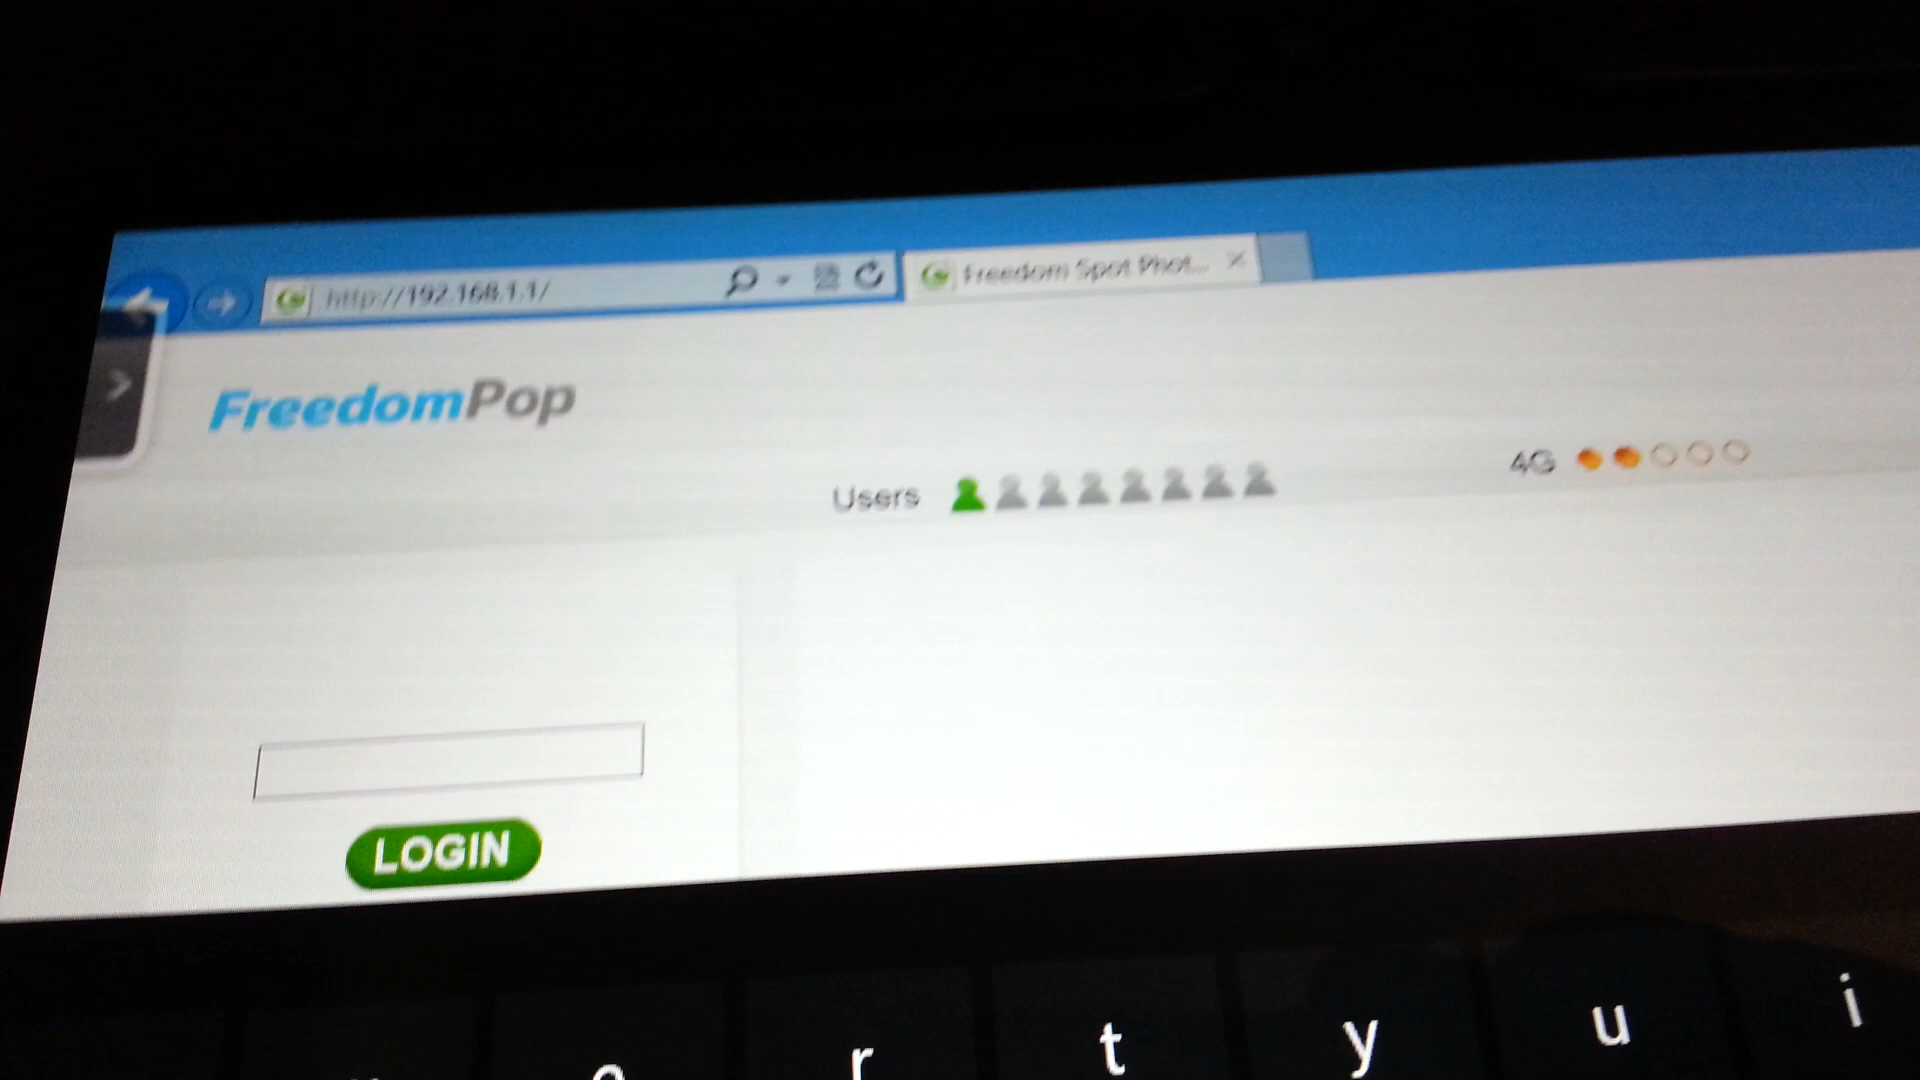 http://192.168.1.1/
Freedom Spot Phot...
FreedomPop
Users
4G
LOGIN
e r t y u i